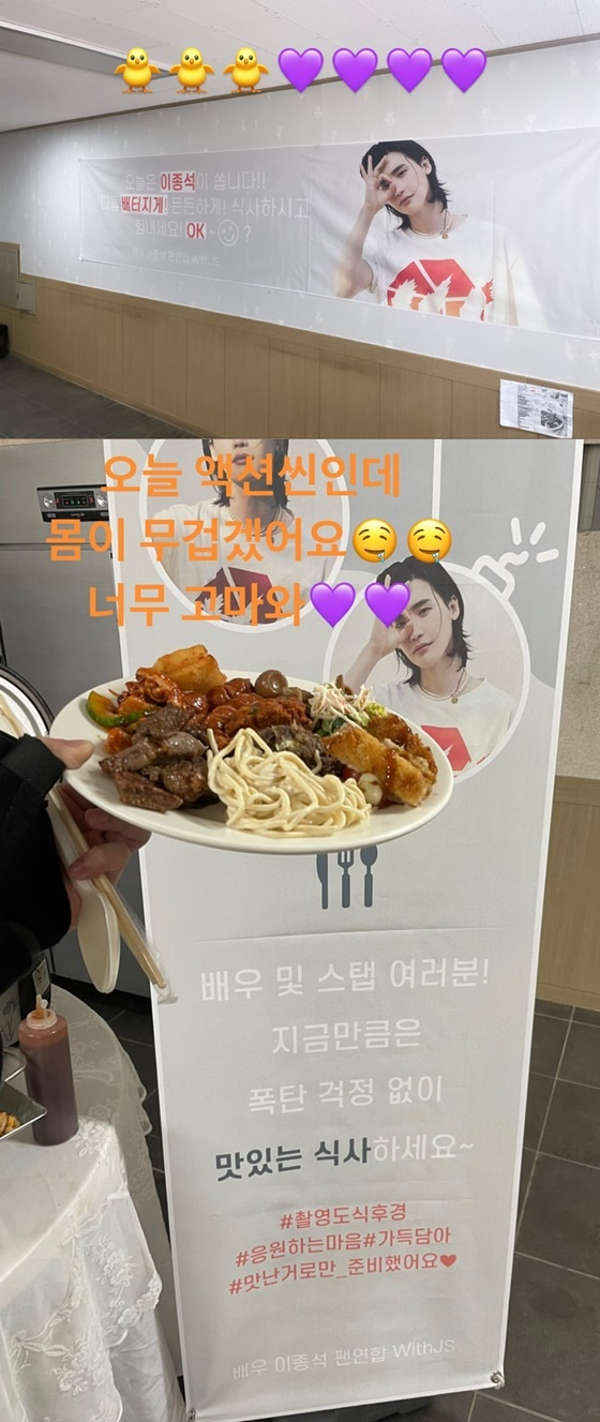 🐥🐥🐥💜💜💜💜
오늘은 이종석이 쏩니다!!
배터지게! 든든하게! 식사하시고
힘내세요! OK~☺?
오늘 액션씬인데
몸이 무겁겠어요🤤🤤
너무 고마와💜💜
배우 및 스탭 여러분!
지금만큼은
폭탄 걱정 없이
맛있는 식사하세요~
#촬영도식후경
#응원하는마음#가득담아
#맛난거로만_준비했어요♥
배우 이종석 팬연합 WithJS